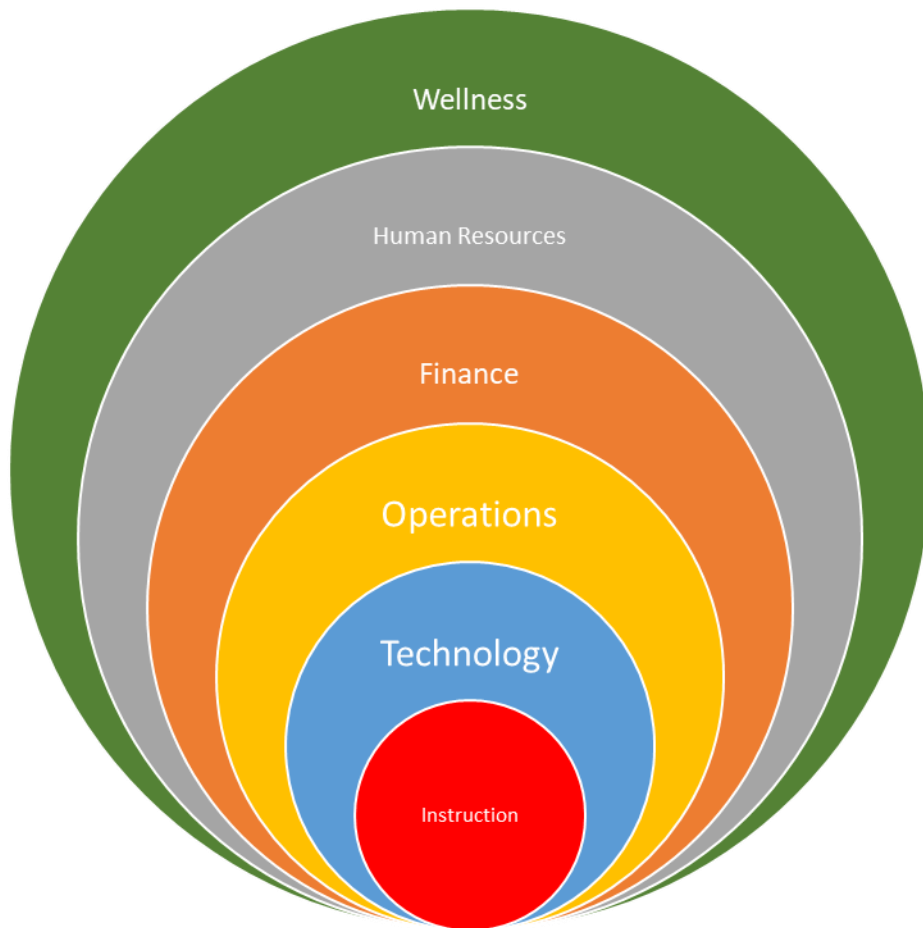 Wellness
Human Resources
Finance
Operations
Technology
Instruction